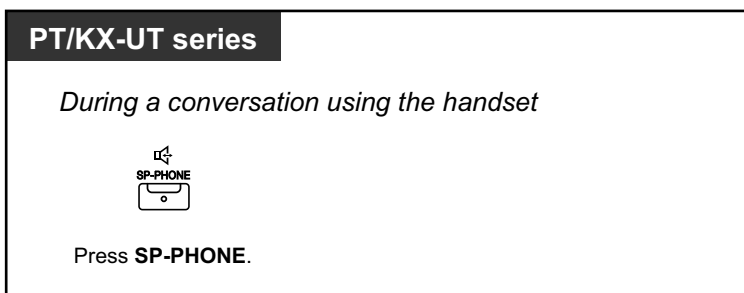 PT/KX-UT series
During a conversation using the handset
SP-PHONE
Press SP-PHONE.